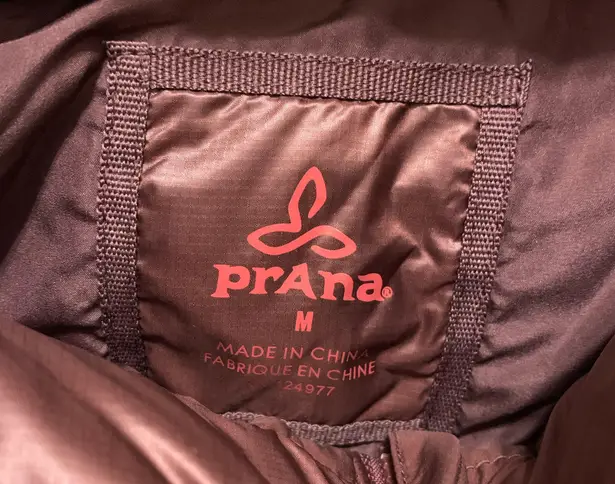 prAna®
M
MADE IN CHINA
FABRIQUE EN CHINE
124977